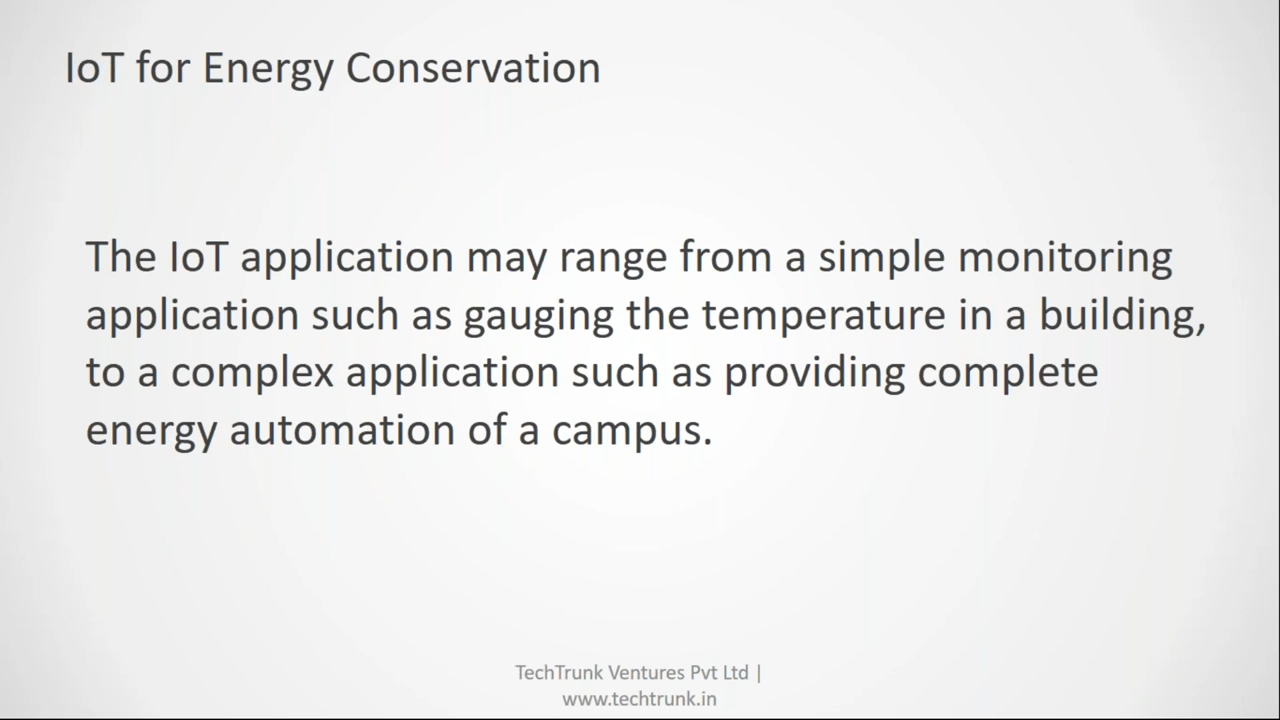 IoT for Energy Conservation
The IoT application may range from a simple monitoring
application such as gauging the temperature in a building,
to a complex application such as providing complete
energy automation of a campus.
TechTrunk Ventures Pvt Ltd |
www.techtrunk.in